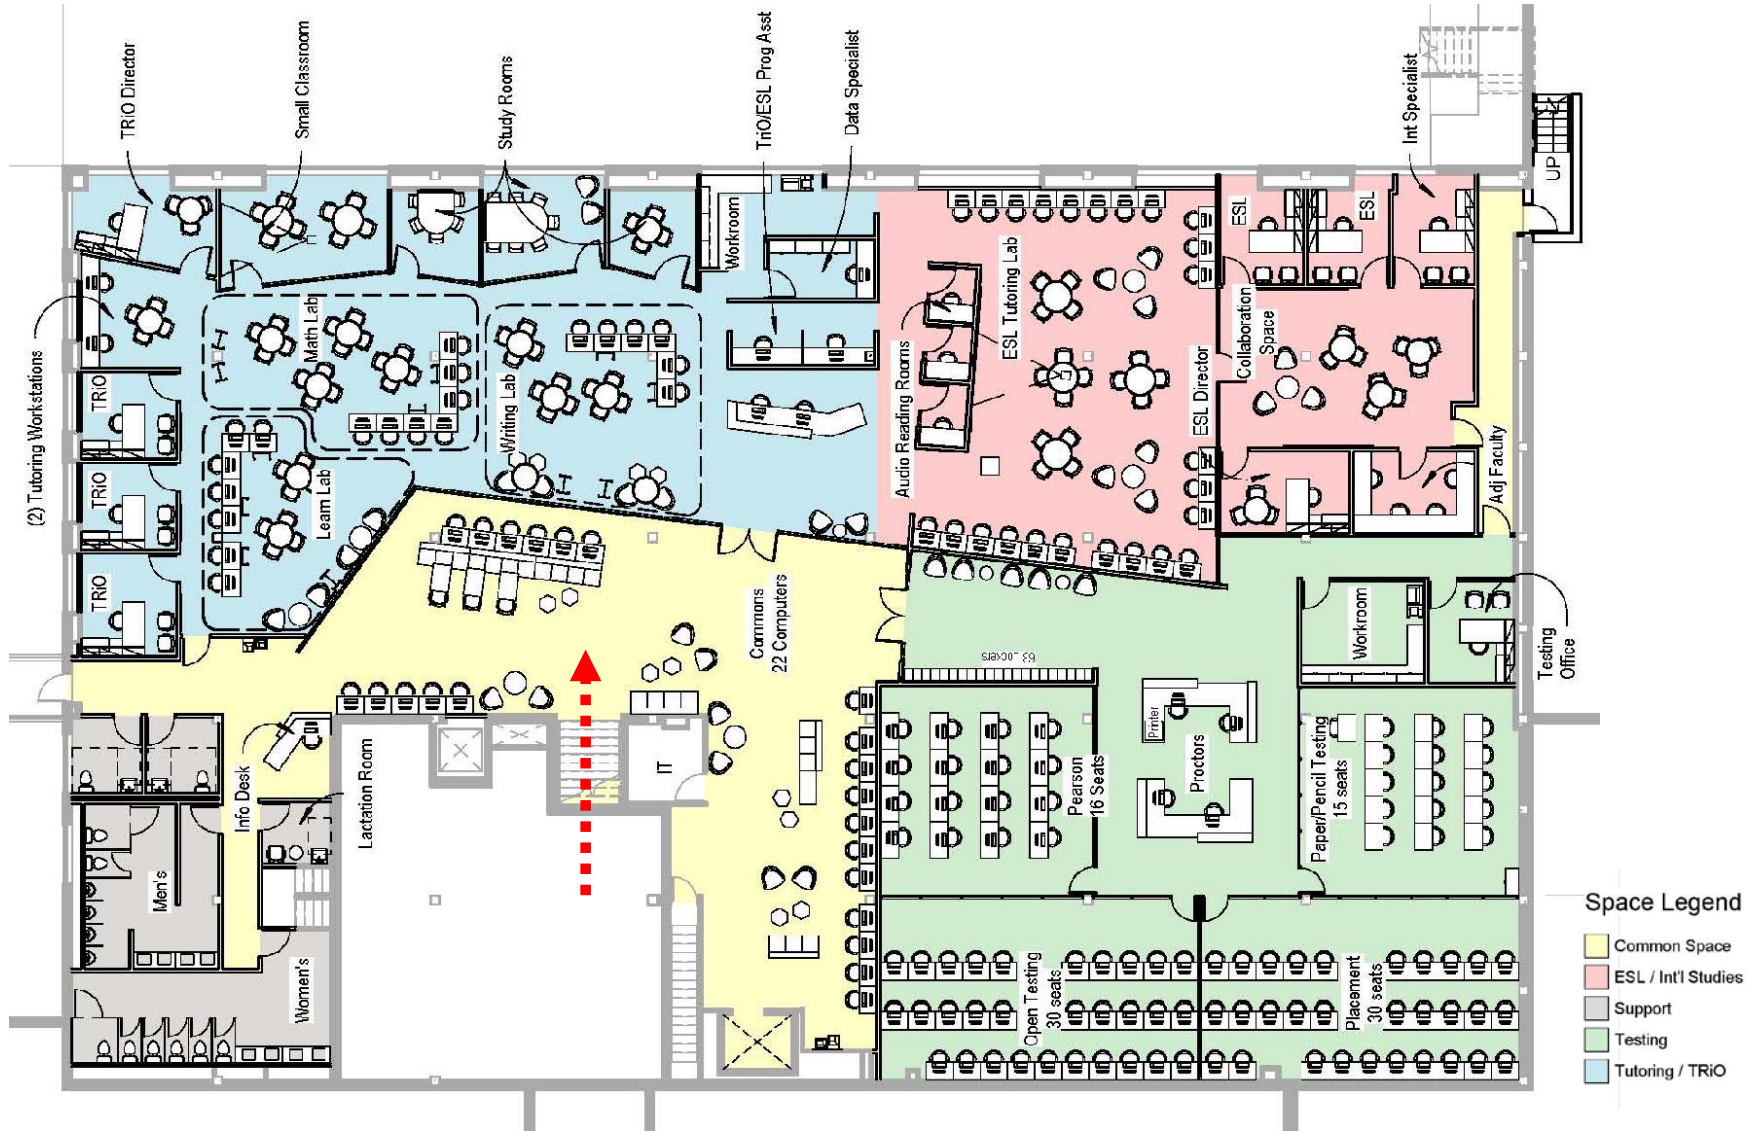 TRiO Director
Small Classroom
Study Rooms
TriO/ESL Prog Asst
Data Specialist
Int Specialist
UP
(2) Tutoring Workstations
Workroom
ESL
ESL
Math Lab
ESL Tutoring Lab
Collaboration
Space
TRiO
Writing Lab
Audio Reading Rooms
ESL Director
TRiO
Learn Lab
Adj Faculty
TRiO
Commons
22 Computers
63 Lockers
Workroom
Testing
Office
Info Desk
Lactation Room
IT
Pearson
16 Seats
Printer
Proctors
Paper/Pencil Testing
15 seats
Men's
Women's
Open Testing
30 seats
Placement
30 seats
Space Legend
Common Space
ESL / Int'l Studies
Support
Testing
Tutoring / TRiO